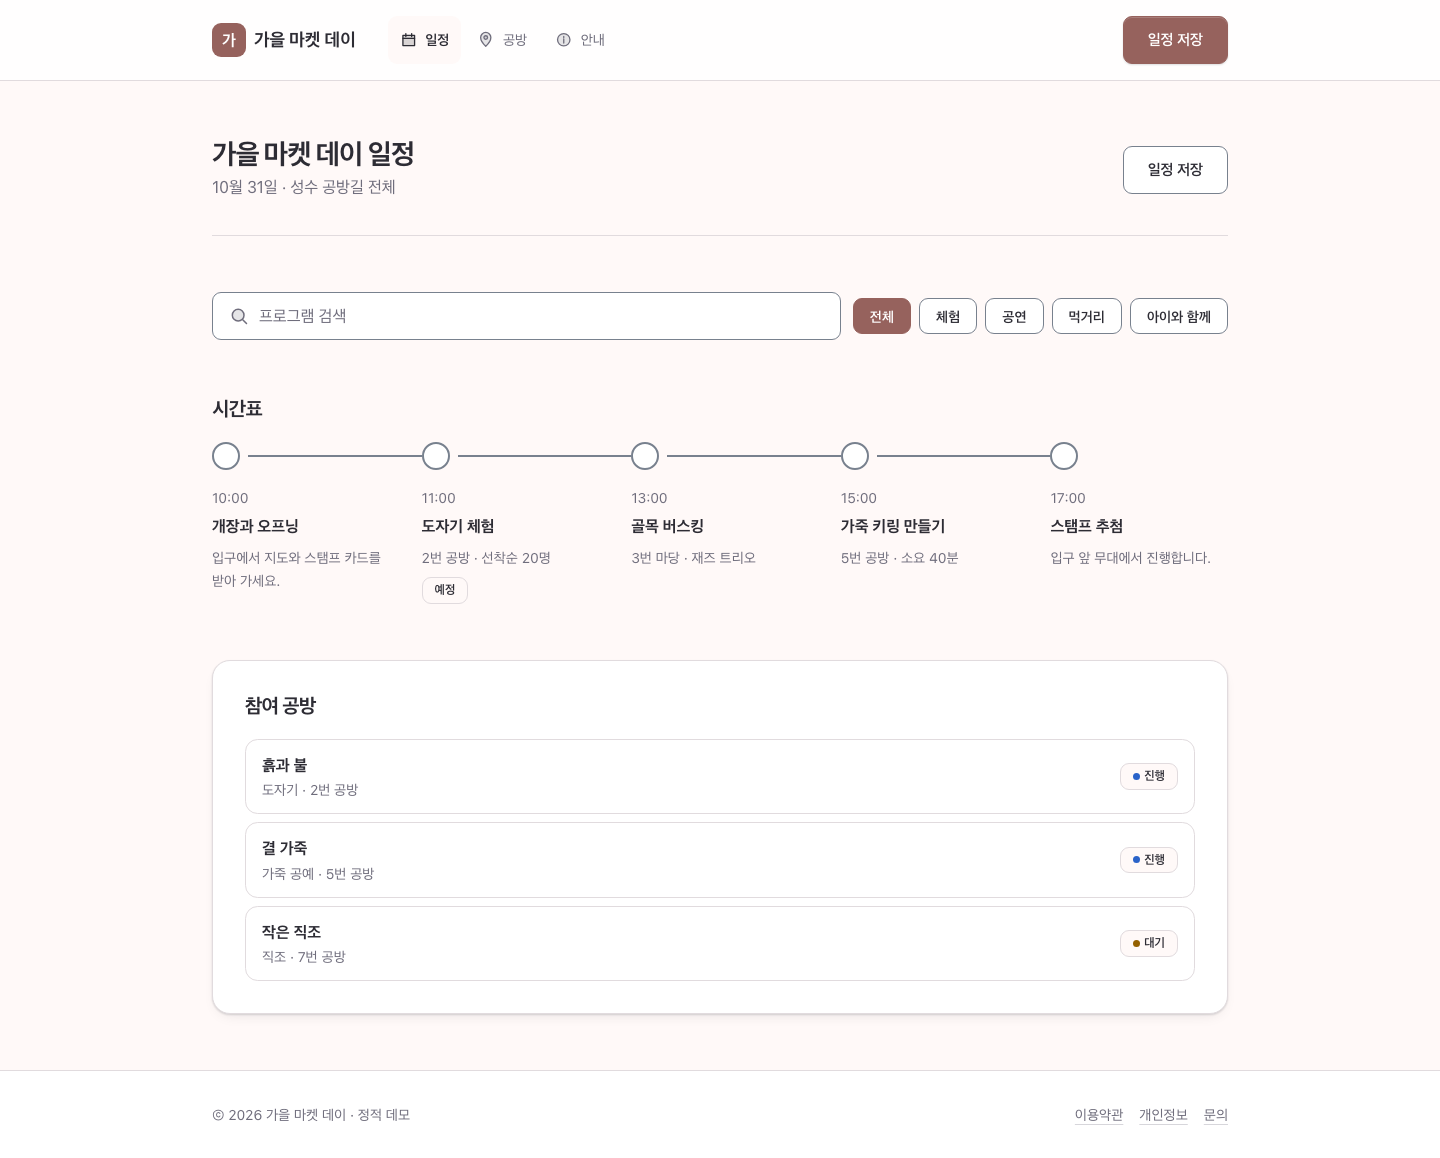 가 가을 마켓 데이
일정
공방
안내
일정 저장
가을 마켓 데이 일정
10월 31일 · 성수 공방길 전체
일정 저장
프로그램 검색
전체
체험
공연
먹거리
아이와 함께
시간표
10:00
개장과 오프닝
입구에서 지도와 스탬프 카드를
받아 가세요.
11:00
도자기 체험
2번 공방 · 선착순 20명
예정
13:00
골목 버스킹
3번 마당 · 재즈 트리오
15:00
가죽 키링 만들기
5번 공방 · 소요 40분
17:00
스탬프 추첨
입구 앞 무대에서 진행합니다.
참여 공방
흙과 불
도자기 · 2번 공방
진행
결 가죽
가죽 공예 · 5번 공방
진행
작은 직조
직조 · 7번 공방
대기
© 2026 가을 마켓 데이 · 정적 데모
이용약관
개인정보
문의